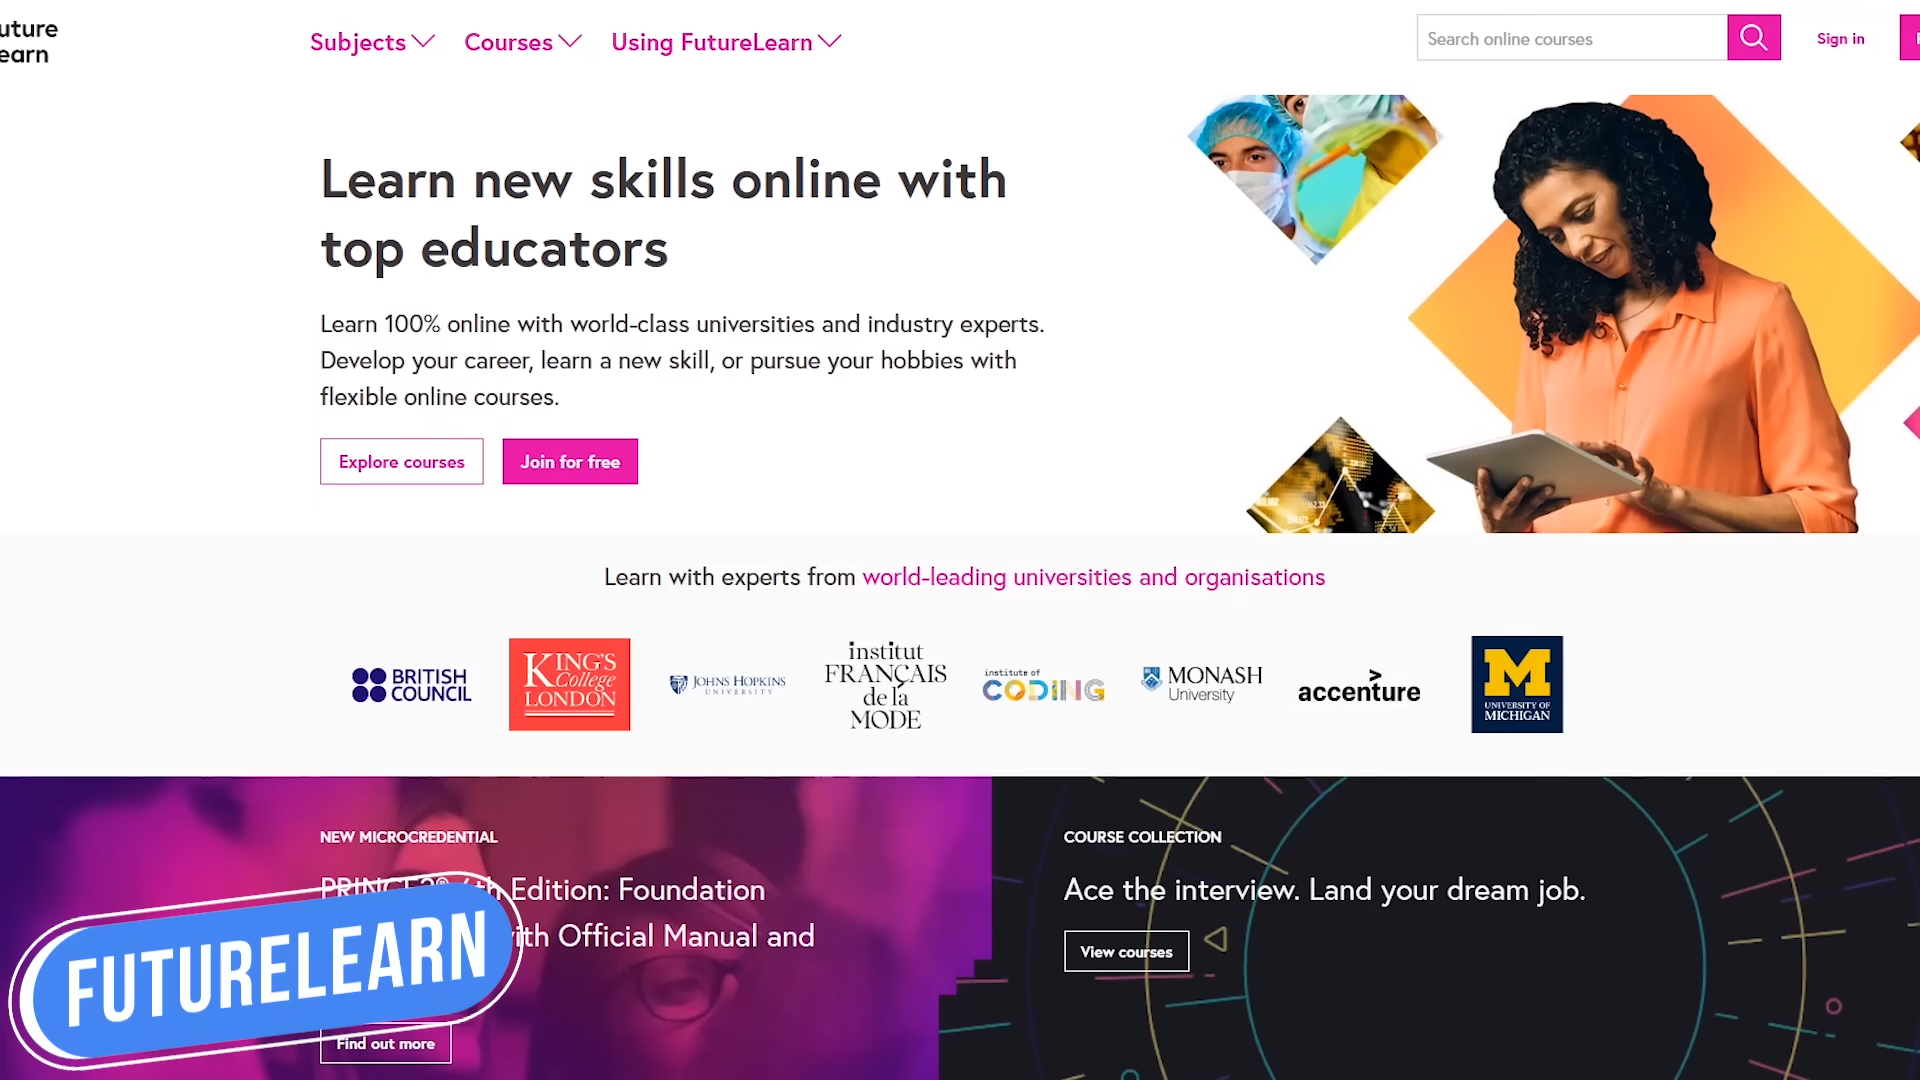 uture
earn
Subjects
Courses
Using FutureLearn
Search online courses
Sign in
Learn new skills online with
top educators
Learn 100% online with world-class universities and industry experts.
Develop your career, learn a new skill, or pursue your hobbies with
flexible online courses.
Explore courses
Join for free
Learn with experts from world-leading universities and organisations
BRITISH
COUNCIL
KING'S
College
LONDON
JOHNS HOPKINS
UNIVERSITY
institut
FRANÇAIS
de la
MODE
institute of
CODING
MONASH
University
accenture
M
UNIVERSITY OF
MICHIGAN
NEW MICROCREDENTIAL
PRINCE2® 6th Edition: Foundation
with Official Manual and
Find out more
COURSE COLLECTION
Ace the interview. Land your dream job.
View courses
FUTURELEARN